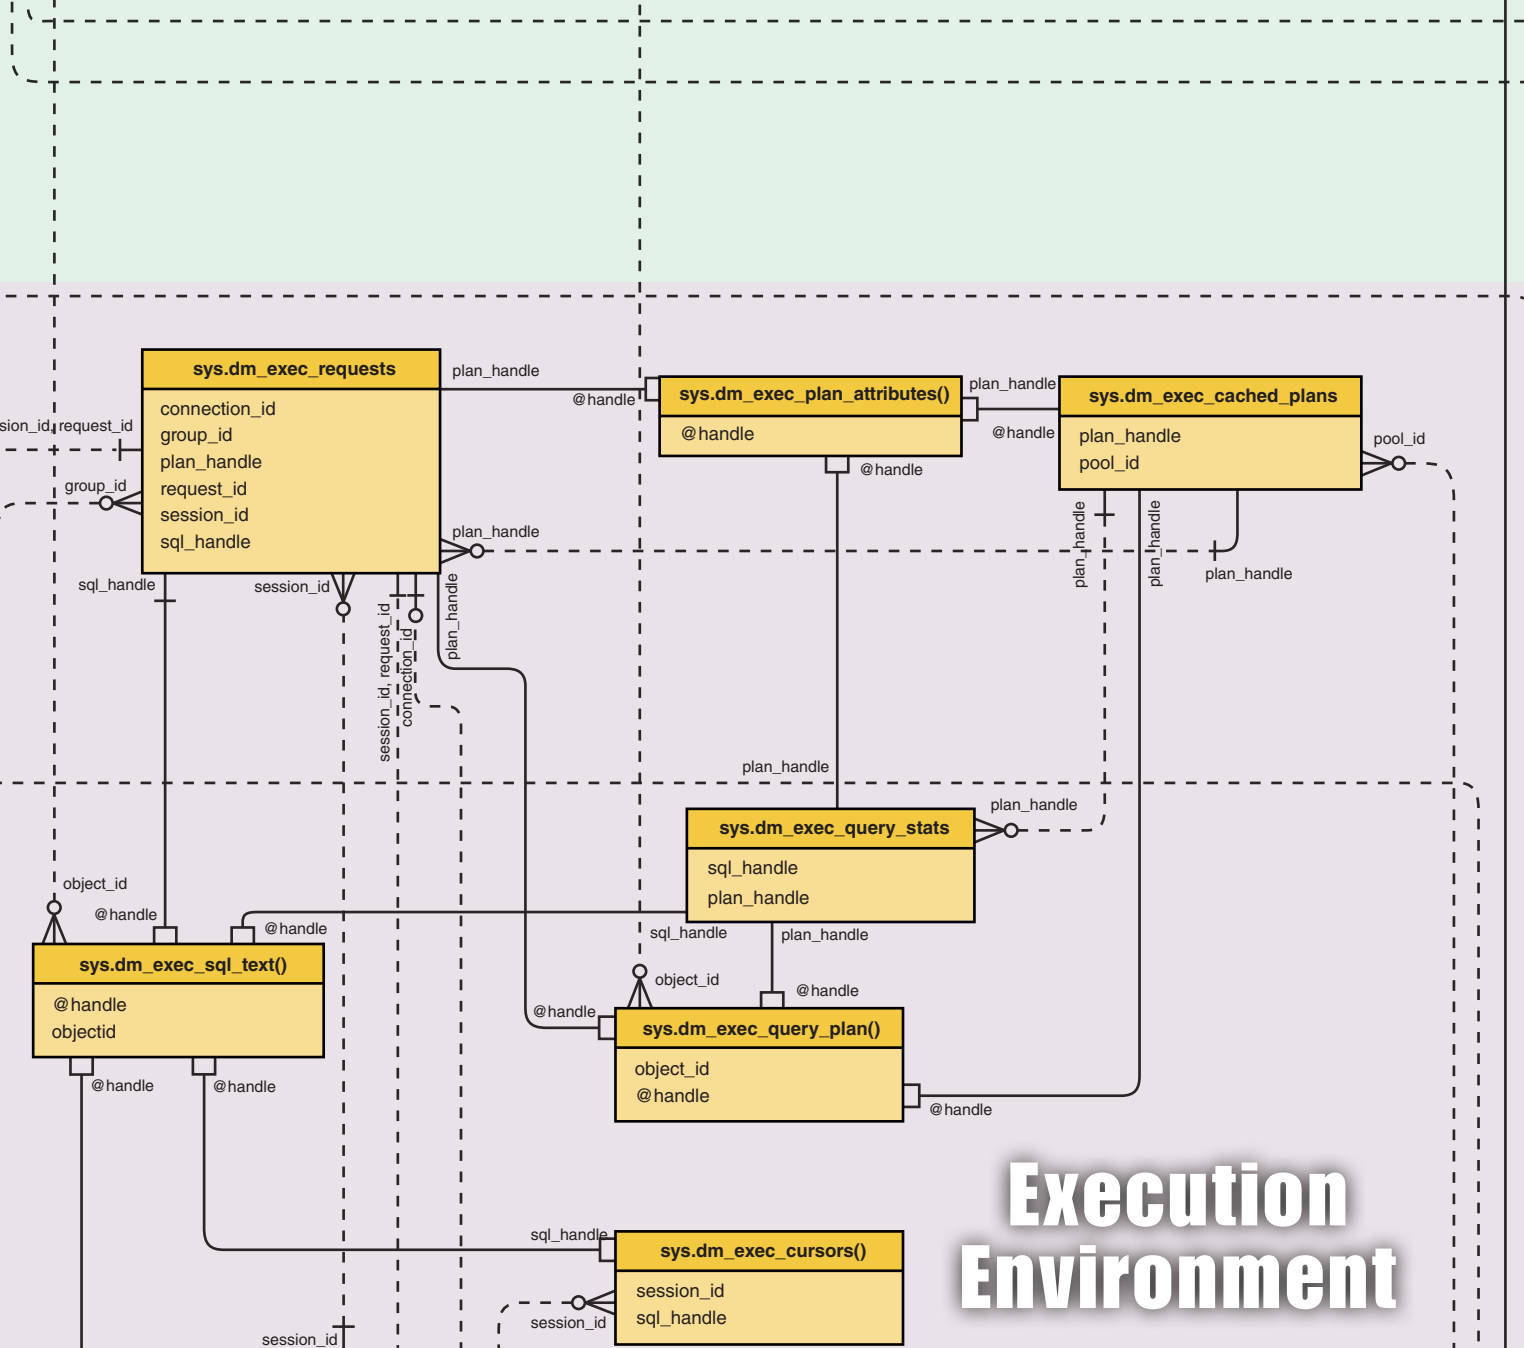 sys.dm_exec_requests
connection_id
group_id
plan_handle
request_id
session_id
sql_handle
plan_handle
@handle
sys.dm_exec_plan_attributes()
@handle
plan_handle
@handle
sys.dm_exec_cached_plans
plan_handle
pool_id
pool_id
sion_id, request_id
group_id
@handle
plan_handle
plan_handle
plan_handle
plan_handle
sql_handle
session_id
session_id, request_id
connection_id
plan_handle
plan_handle
plan_handle
sys.dm_exec_query_stats
sql_handle
plan_handle
object_id
@handle
@handle
sql_handle
plan_handle
sys.dm_exec_sql_text()
@handle
objectid
object_id
@handle
@handle
sys.dm_exec_query_plan()
object_id
@handle
@handle
@handle
@handle
Execution
Environment
sql_handle
sys.dm_exec_cursors()
session_id
sql_handle
session_id
session_id